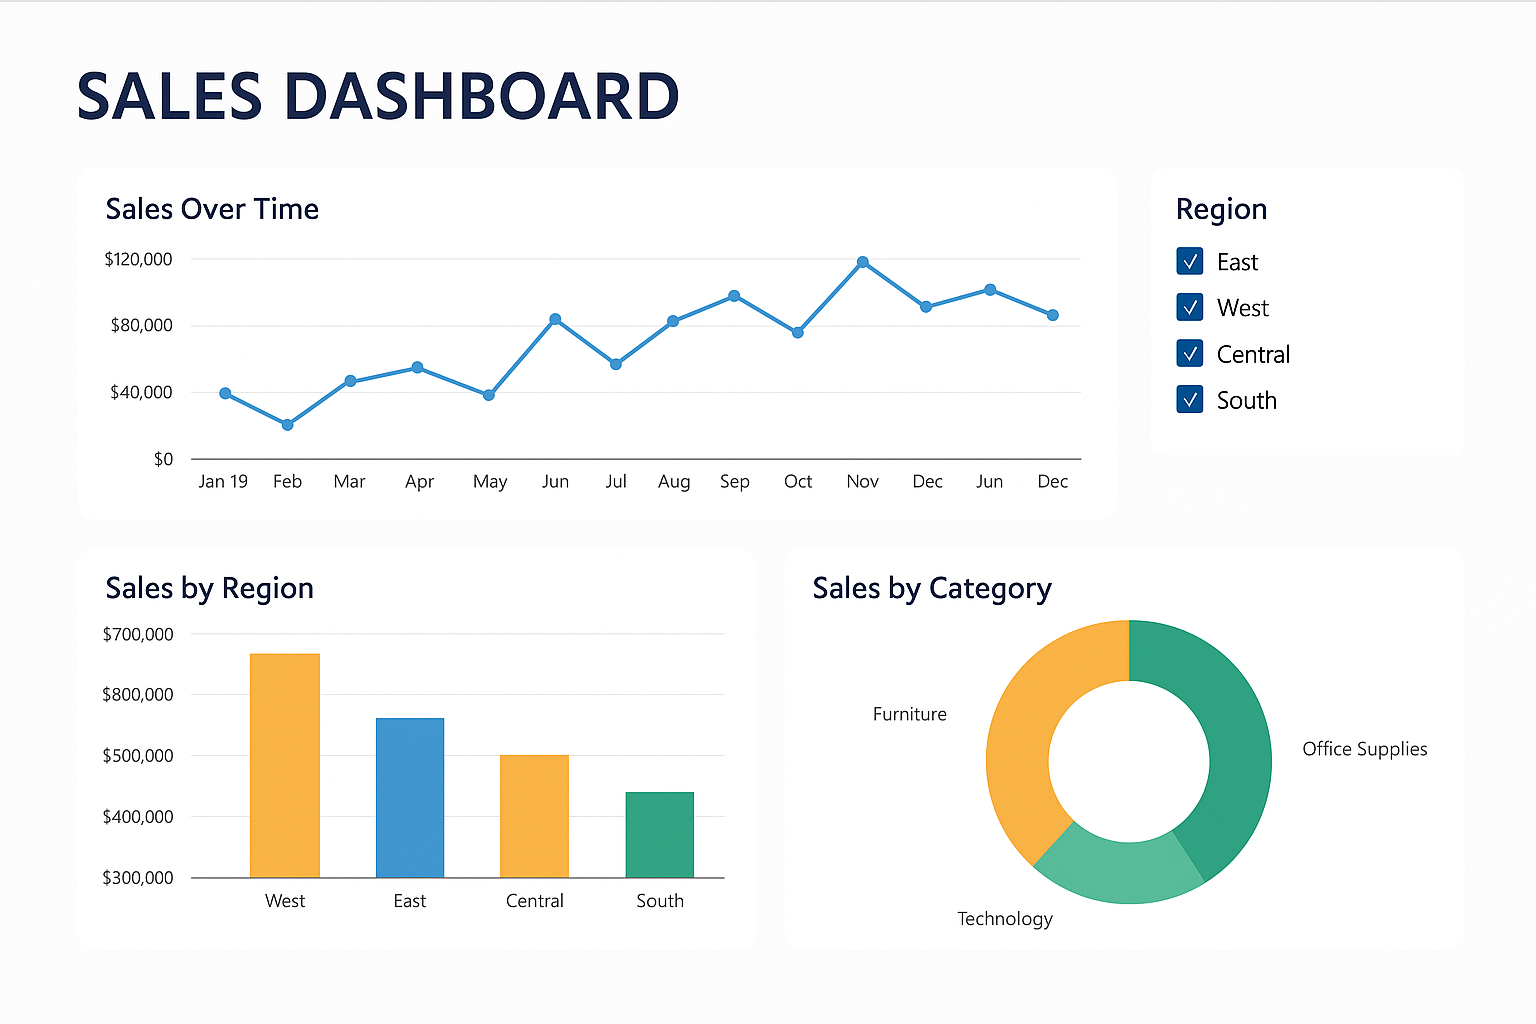 SALES DASHBOARD
Sales Over Time
$120,000
$80,000
$40,000
$0
Jan 19 Feb Mar Apr May Jun Jul Aug Sep Oct Nov Dec Jun Dec
Region
East
West
Central
South
Sales by Region
$700,000
$800,000
$500,000
$400,000
$300,000
West East Central South
Sales by Category
Furniture
Office Supplies
Technology